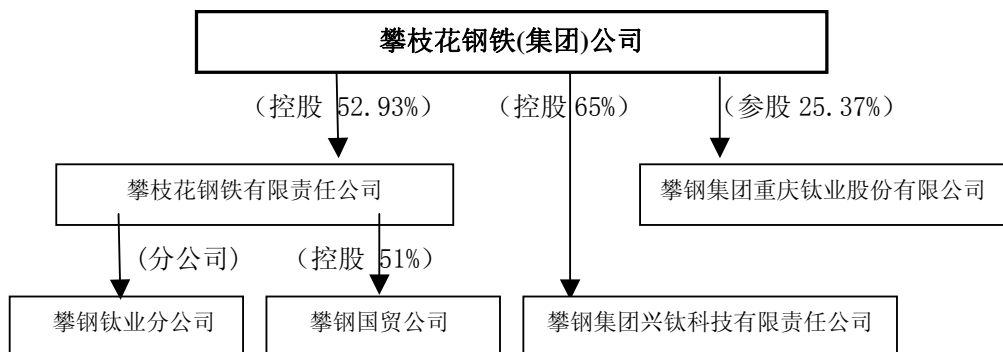 攀枝花钢铁(集团)公司
(控股 52.93%)
(控股 65%)
(参股 25.37%)
攀枝花钢铁有限责任公司
攀钢集团重庆钛业股份有限公司
(分公司)
(控股 51%)
攀钢钛业分公司
攀钢国贸公司
攀钢集团兴钛科技有限责任公司